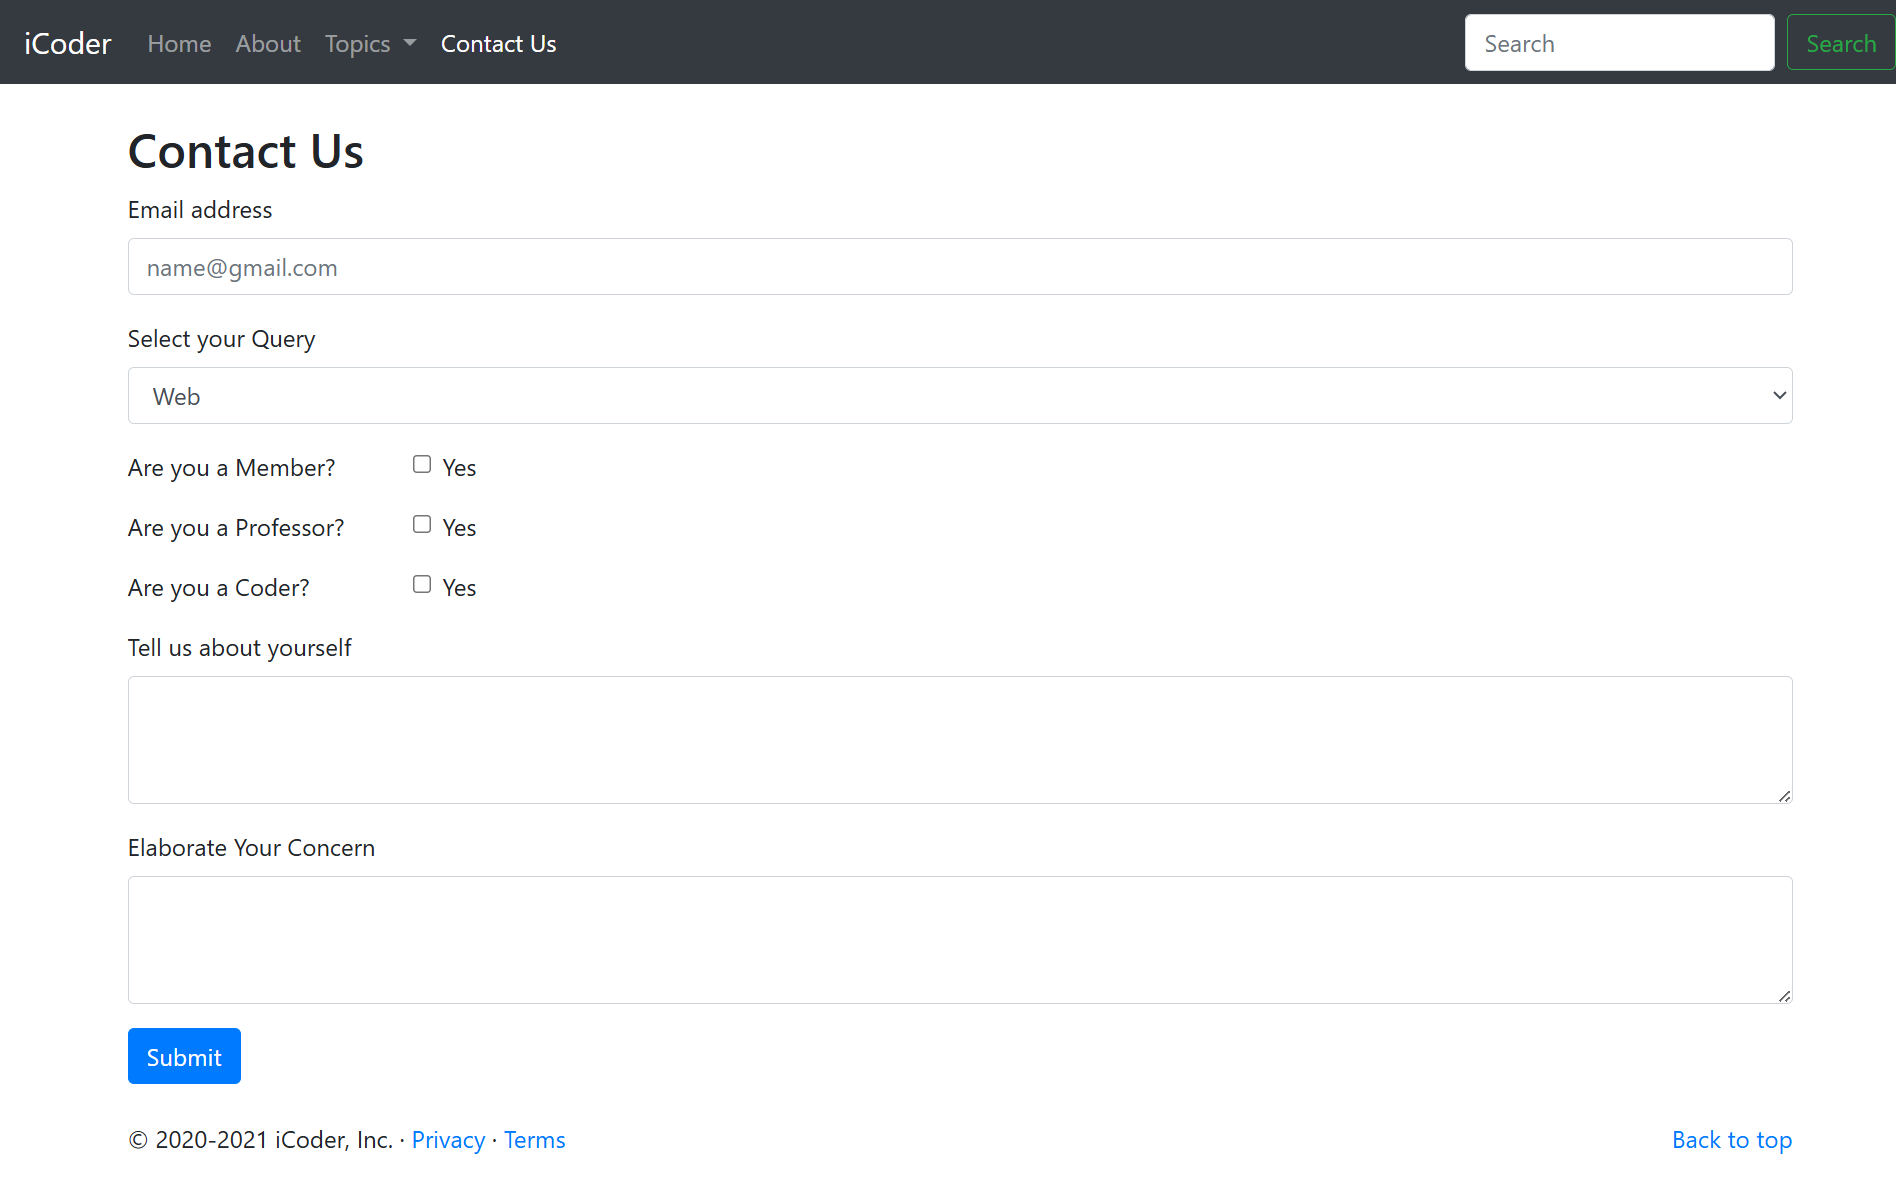 iCoder Home About Topics Contact Us Search Search
Contact Us
Email address
name@gmail.com
Select your Query
Web
Are you a Member? Yes
Are you a Professor? Yes
Are you a Coder? Yes
Tell us about yourself
Elaborate Your Concern
Submit
© 2020-2021 iCoder, Inc. · Privacy · Terms Back to top